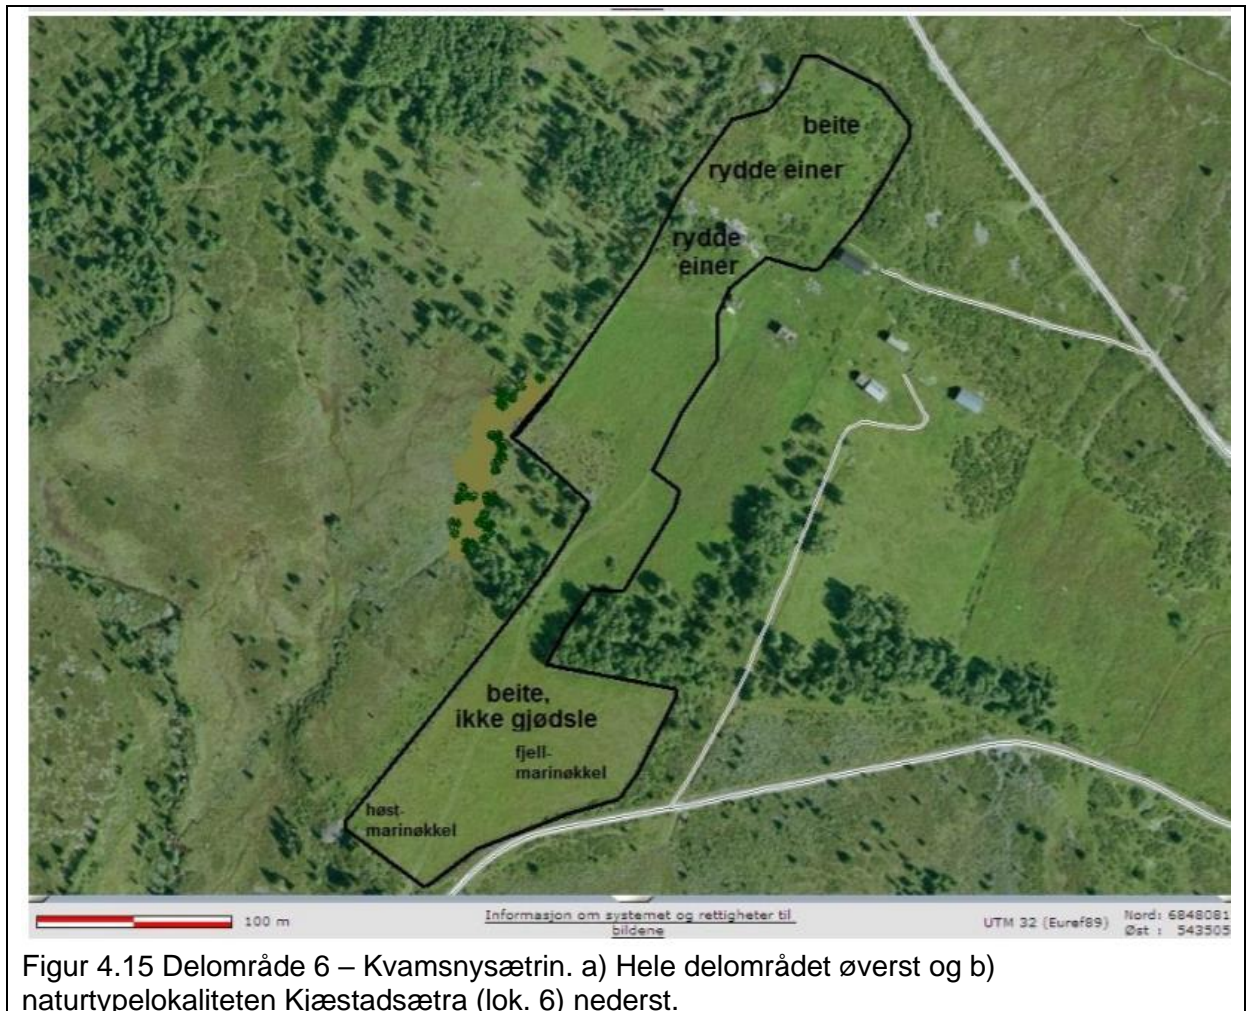 beite
rydde einer
rydde
einer
beite,
ikke gjødsle
fjell-
marinøkkel
høst-
marinøkkel
100 m
Informasjon om systemet og rettigheter til
bildene
UTM 32 (Euref89)
Nord: 6848081
Øst : 543505
Figur 4.15 Delområde 6 – Kvamsnysætrin. a) Hele delområdet øverst og b)
naturtypelokaliteten Kjæstadsætra (lok. 6) nederst.